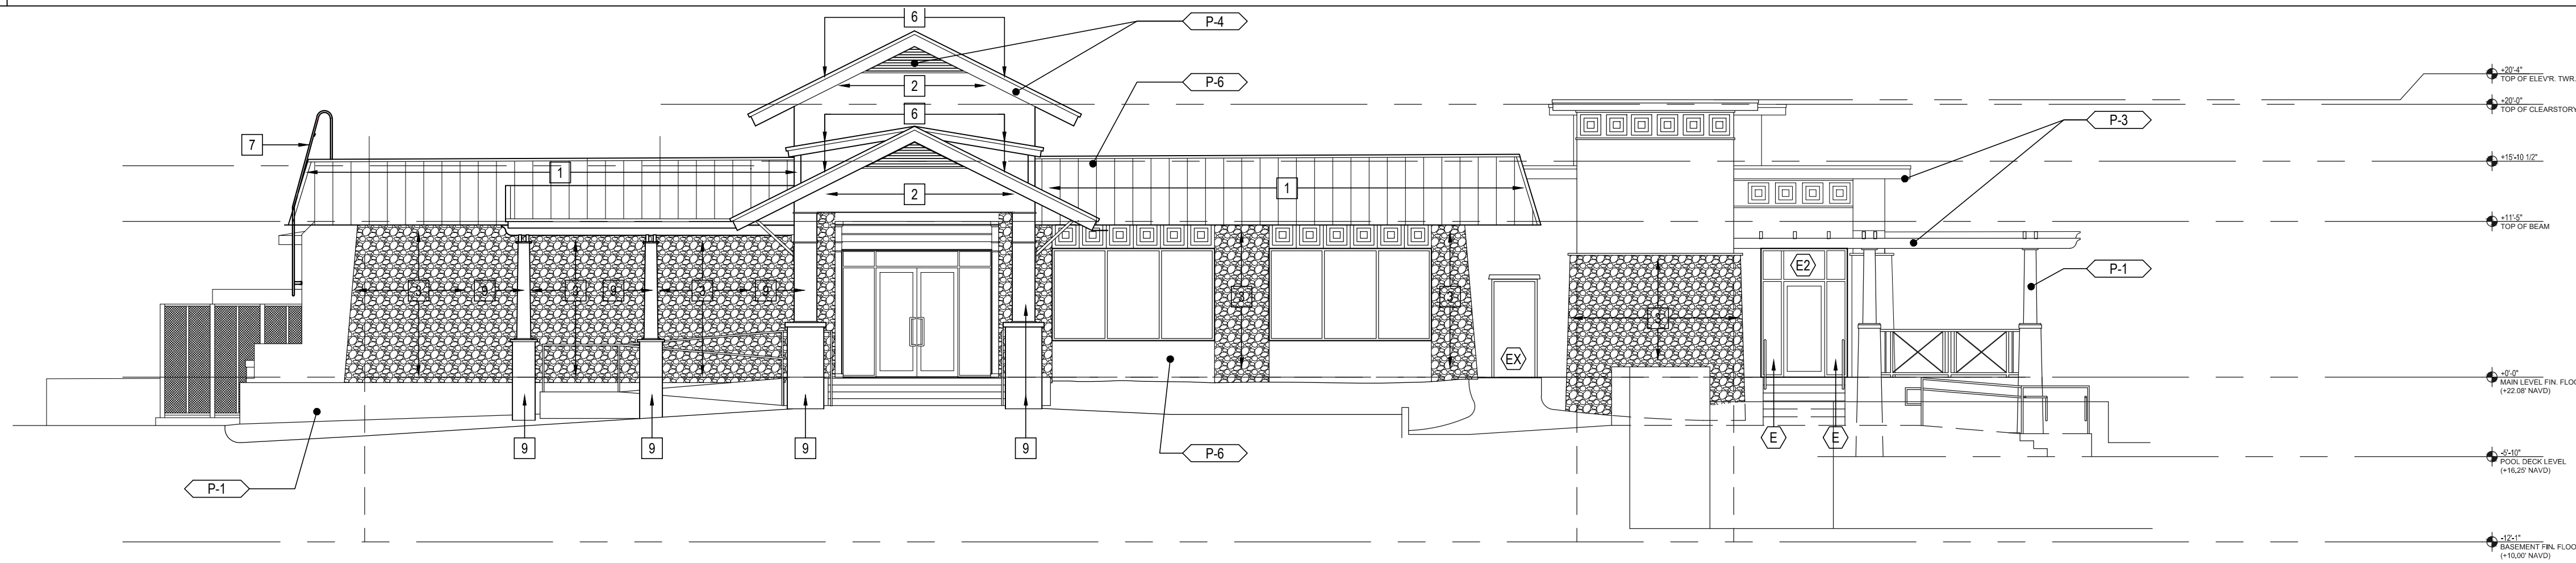 6
P-4
+20'-4"
TOP OF ELEV'R. TWR.
P-6
2
+20'-0"
TOP OF CLEARSTORY
6
P-3
7
+15'-10 1/2"
1
1
2
+11'-5"
TOP OF BEAM
E2
P-1
3
9
3
9
3
9
3
3
3
EX
+0'-0"
MAIN LEVEL FIN. FLOO
(+22.08' NAVD)
E
E
9
9
9
9
P-6
-5'-10"
POOL DECK LEVEL
(+16.25' NAVD)
P-1
-12'-1"
BASEMENT FIN. FLOO
(+10.00' NAVD)